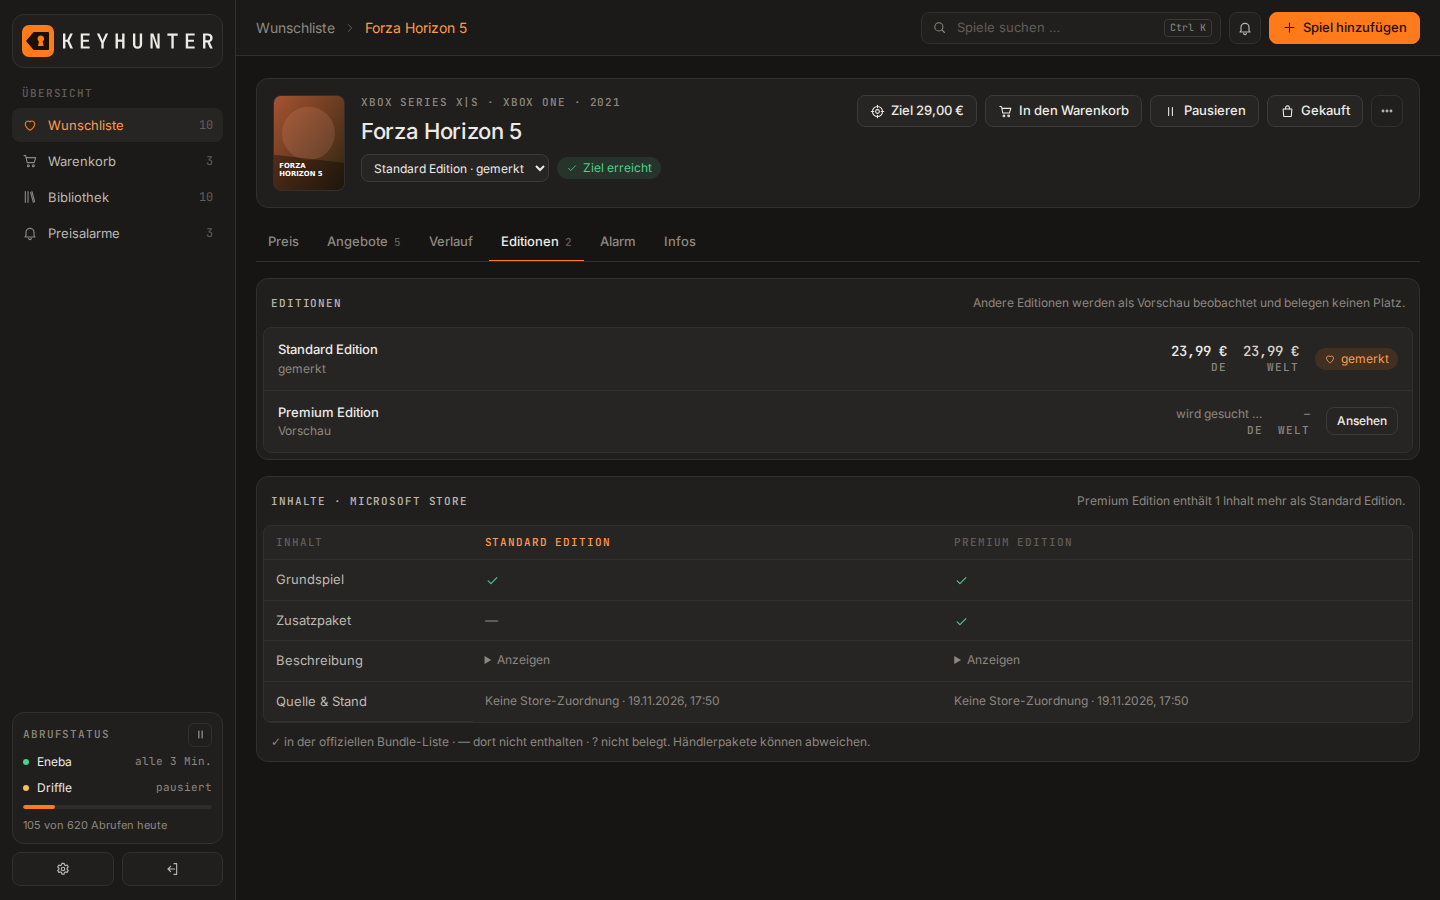 KEYHUNTER
Wunschliste > Forza Horizon 5
Spiele suchen ...
Ctrl K
Spiel hinzufügen
ÜBERSICHT
Wunschliste 10
Warenkorb 3
Bibliothek 10
Preisalarme 3
FORZA
HORIZON 5
XBOX SERIES X|S · XBOX ONE · 2021
Forza Horizon 5
Standard Edition · gemerkt
Ziel erreicht
Ziel 29,00 €
In den Warenkorb
Pausieren
Gekauft
Preis
Angebote 5
Verlauf
Editionen 2
Alarm
Infos
EDITIONEN
Andere Editionen werden als Vorschau beobachtet und belegen keinen Platz.
Standard Edition
gemerkt
23,99 € 23,99 €
DE WELT
gemerkt
Premium Edition
Vorschau
wird gesucht ... –
DE WELT
Ansehen
INHALTE · MICROSOFT STORE
Premium Edition enthält 1 Inhalt mehr als Standard Edition.
INHALT STANDARD EDITION PREMIUM EDITION
Grundspiel ✓ ✓
Zusatzpaket — ✓
Beschreibung ▶ Anzeigen ▶ Anzeigen
Quelle & Stand Keine Store-Zuordnung · 19.11.2026, 17:50 Keine Store-Zuordnung · 19.11.2026, 17:50
✓ in der offiziellen Bundle-Liste · — dort nicht enthalten · ? nicht belegt. Händlerpakete können abweichen.
ABRUFSTATUS
Eneba alle 3 Min.
Driffle pausiert
105 von 620 Abrufen heute